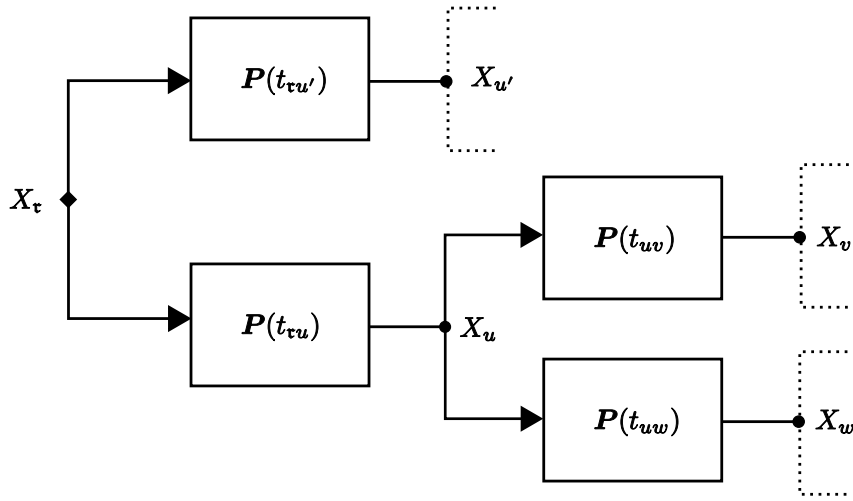 P(t_{𝔯u'})
X_{u'}
X_𝔯
P(t_{uv})
X_v
P(t_{𝔯u})
X_u
P(t_{uw})
X_w